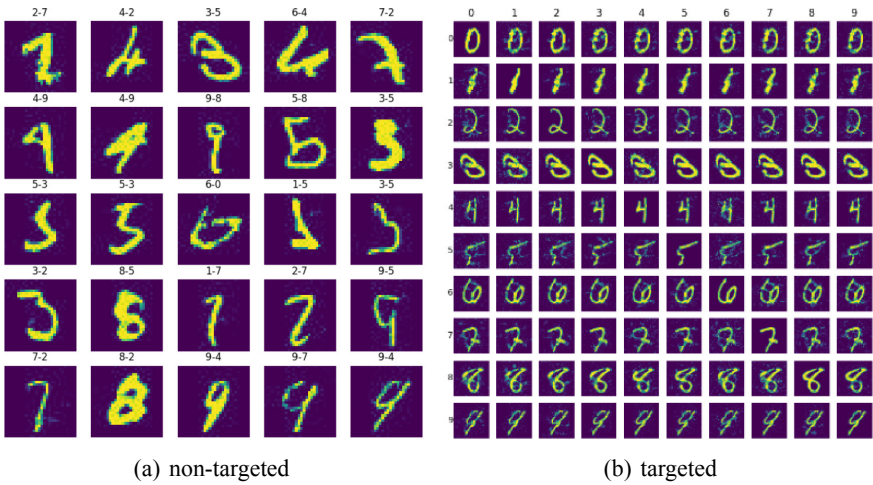 2-7 4-2 3-5 6-4 7-2
4-9 4-9 9-8 5-8 3-5
5-3 5-3 6-0 1-5 3-5
3-2 8-5 1-7 2-7 9-5
7-2 8-2 9-4 9-7 9-4
(a) non-targeted
0 1 2 3 4 5 6 7 8 9
0
1
2
3
4
5
6
7
8
9
(b) targeted